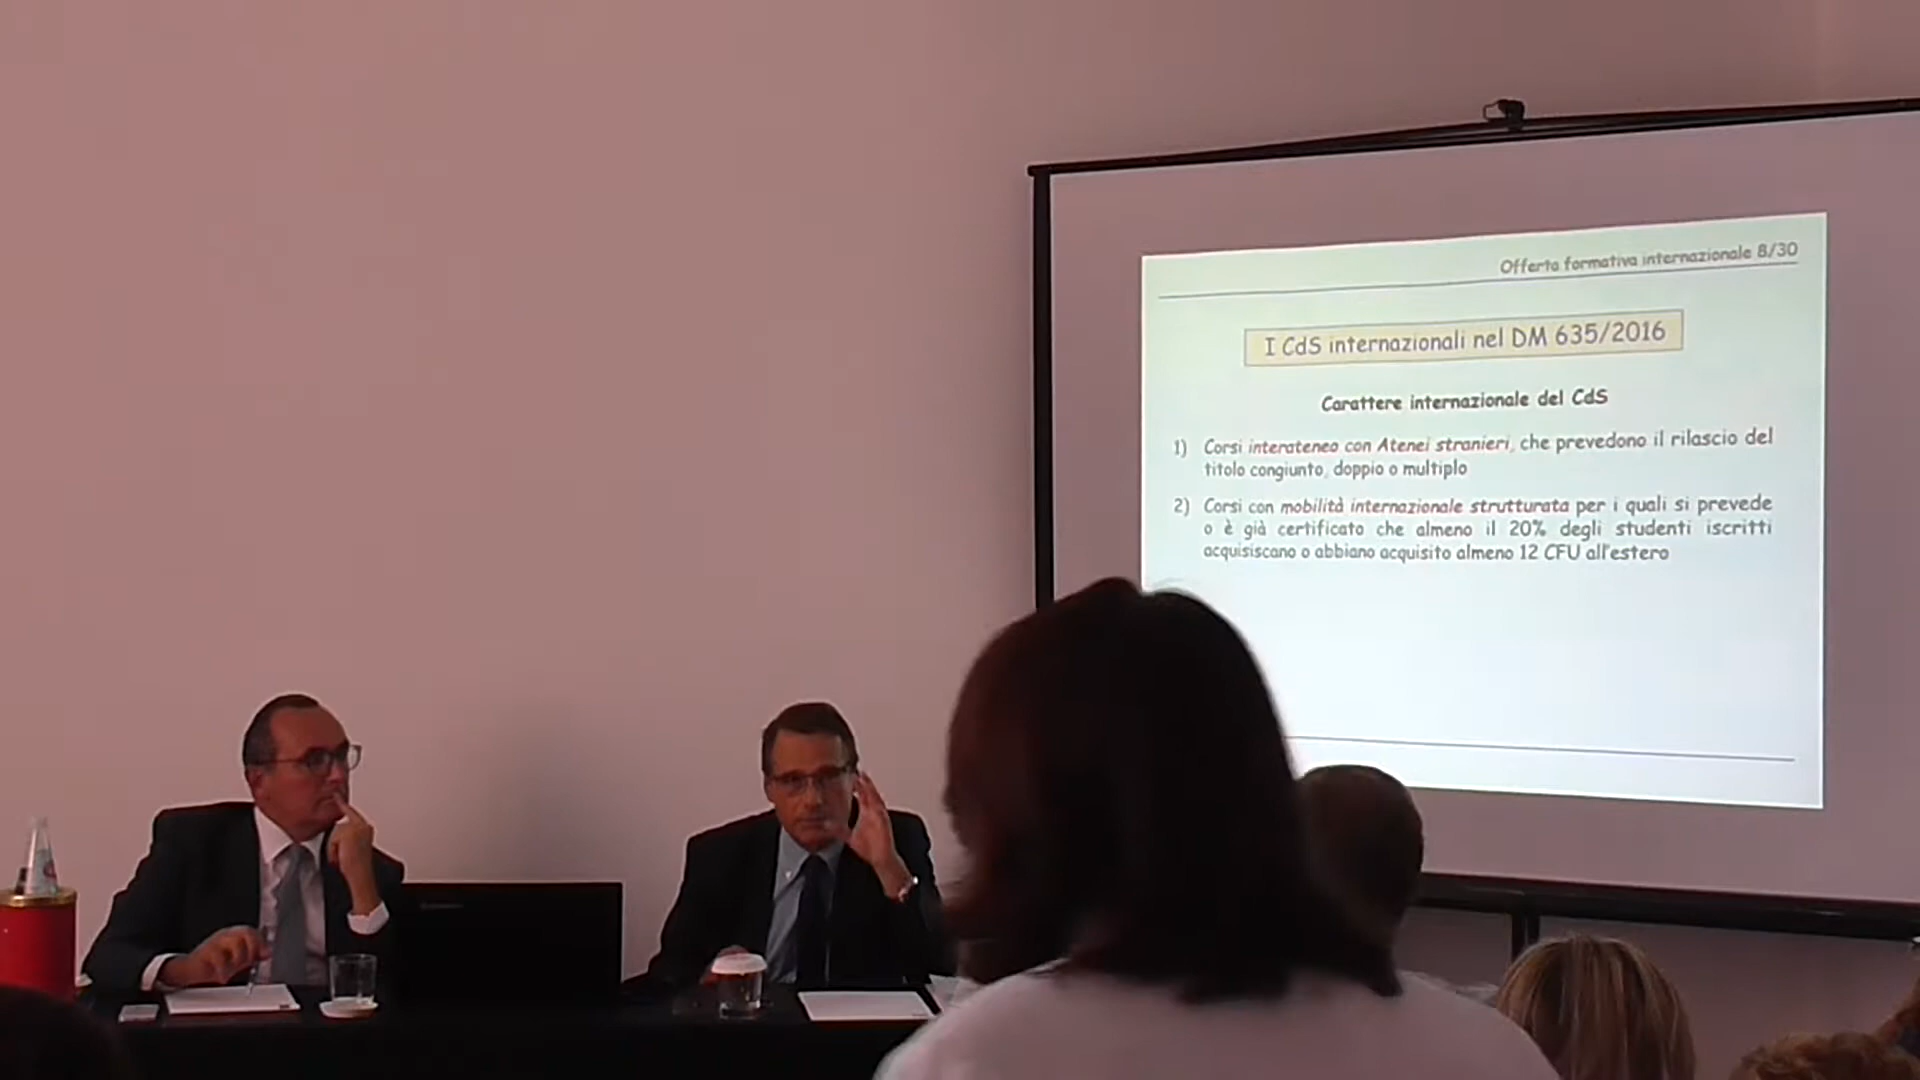 Offerta formativa internazionale 8/30
I CdS internazionali nel DM 635/2016
Carattere internazionale del CdS
1) Corsi interateneo con Atenei stranieri, che prevedono il rilascio del
titolo congiunto, doppio o multiplo
2) Corsi con mobilità internazionale strutturata per i quali si prevede
o è già certificato che almeno il 20% degli studenti iscritti
acquisiscano o abbiano acquisito almeno 12 CFU all'estero